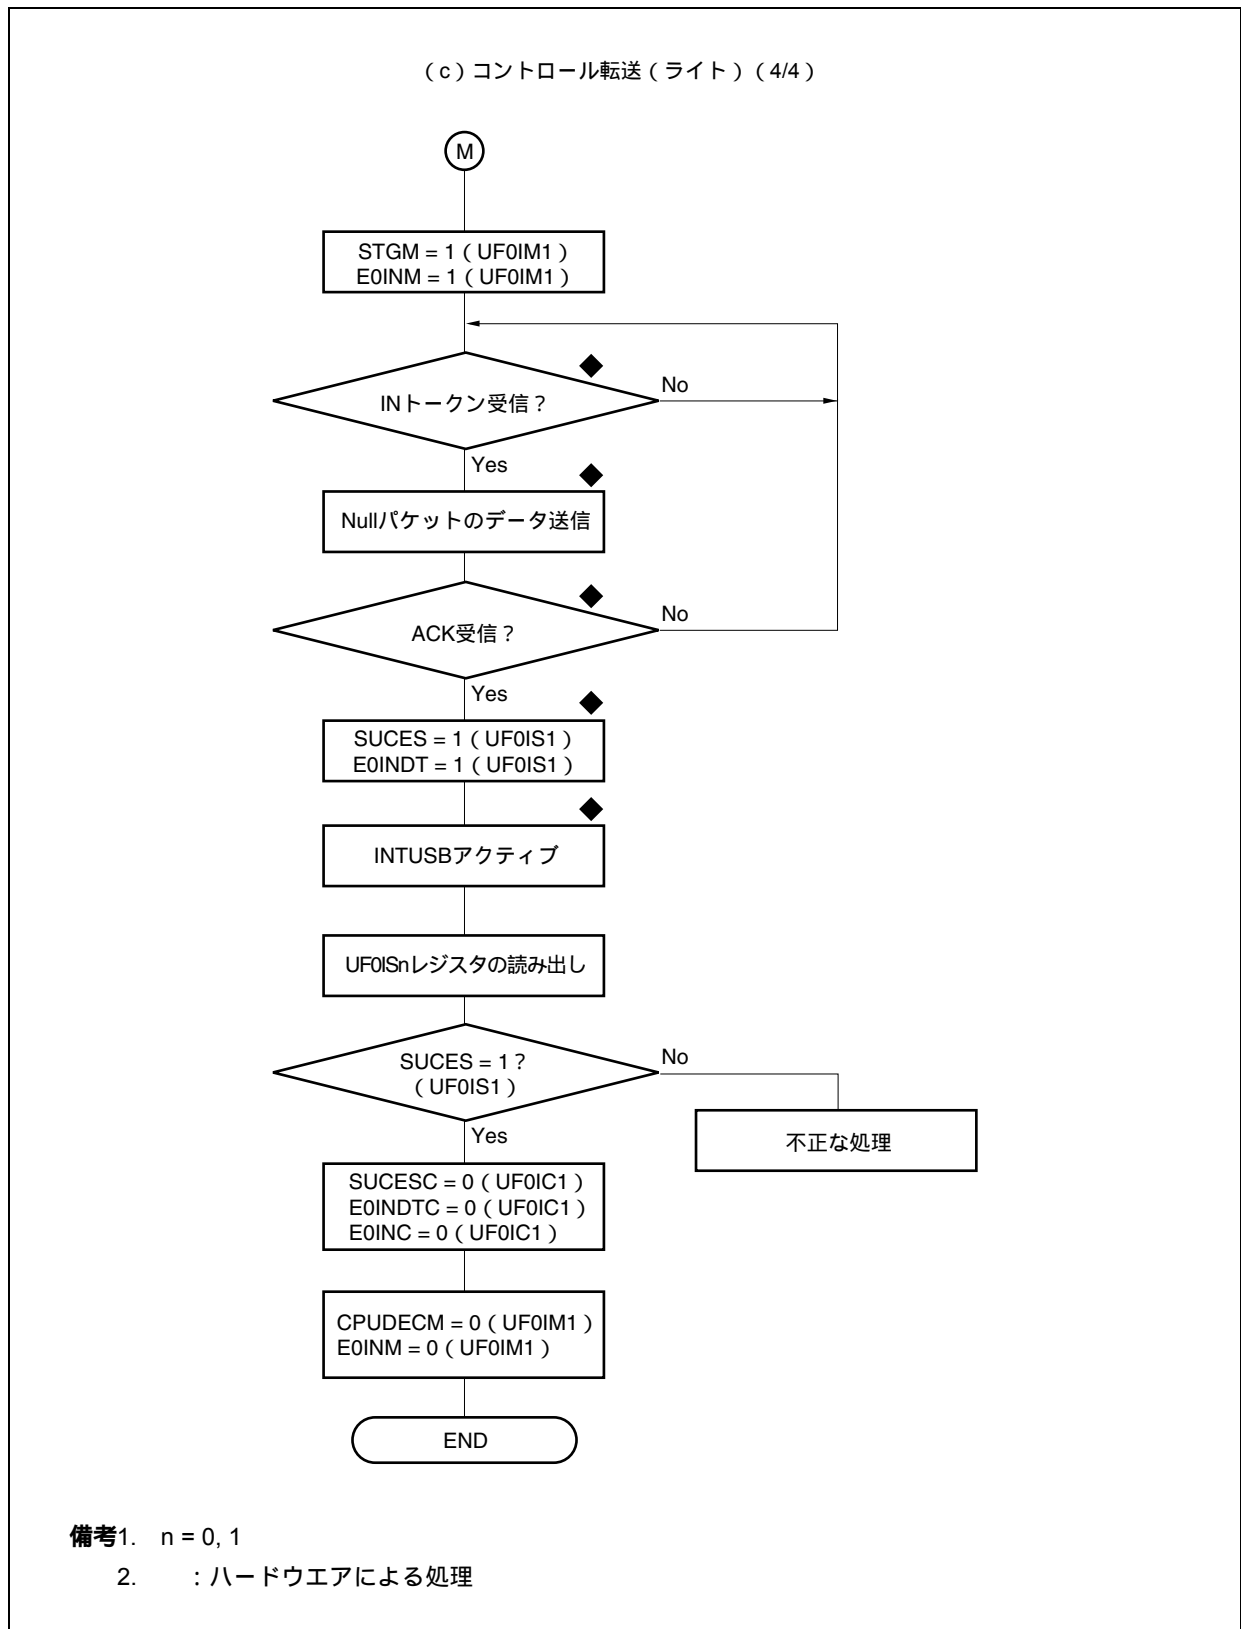 （c）コントロール転送（ライト）（4/4）
M
STGM = 1（UF0IM1）
E0INM = 1（UF0IM1）
INトークン受信？
No
Yes
Nullパケットのデータ送信
ACK受信？
No
Yes
SUCES = 1（UF0IS1）
E0INDT = 1（UF0IS1）
INTUSBアクティブ
UF0ISnレジスタの読み出し
SUCES = 1？
（UF0IS1）
No
不正な処理
Yes
SUCESC = 0（UF0IC1）
E0INDTC = 0（UF0IC1）
E0INC = 0（UF0IC1）
CPUDECM = 0（UF0IM1）
E0INM = 0（UF0IM1）
END
備考1. n = 0, 1
2. ：ハードウエアによる処理